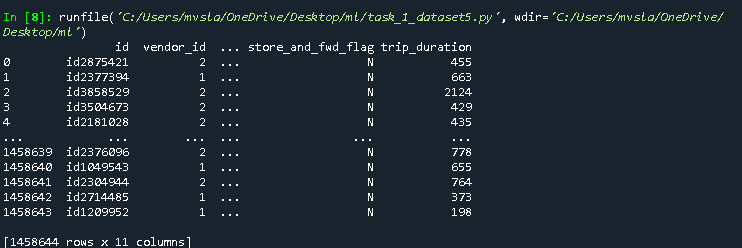 In [8]: runfile('C:/Users/mvsla/OneDrive/Desktop/ml/task_1_dataset5.py', wdir='C:/Users/mvsla/OneDrive/
Desktop/ml')
id vendor_id ... store_and_fwd_flag trip_duration
0 id2875421 2 ... N 455
1 id2377394 1 ... N 663
2 id3858529 2 ... N 2124
3 id3504673 2 ... N 429
4 id2181028 2 ... N 435
... ... ... ... ... ...
1458639 id2376096 2 ... N 778
1458640 id1049543 1 ... N 655
1458641 id2304944 2 ... N 764
1458642 id2714485 1 ... N 373
1458643 id1209952 1 ... N 198
[1458644 rows x 11 columns]